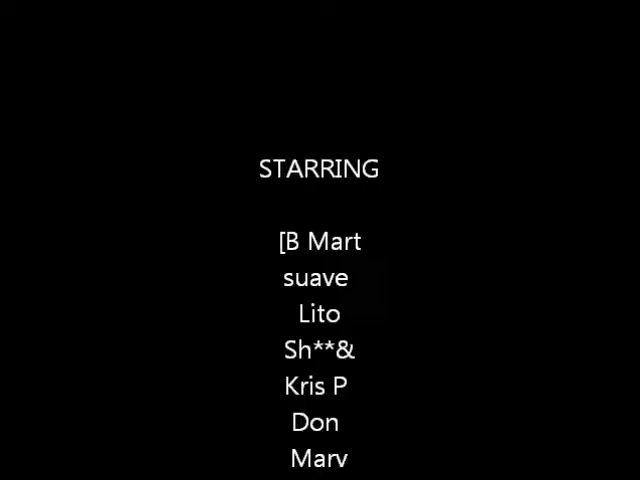 STARRING
[B Mart
suave
Lito
Sh**&
Kris P
Don
Marv